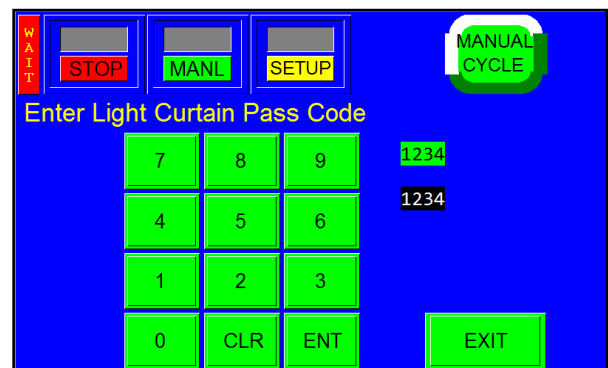 WAIT
STOP MANL SETUP
MANUAL
CYCLE
Enter Light Curtain Pass Code
7 8 9 1234
1234
4 5 6
1 2 3
0 CLR ENT EXIT